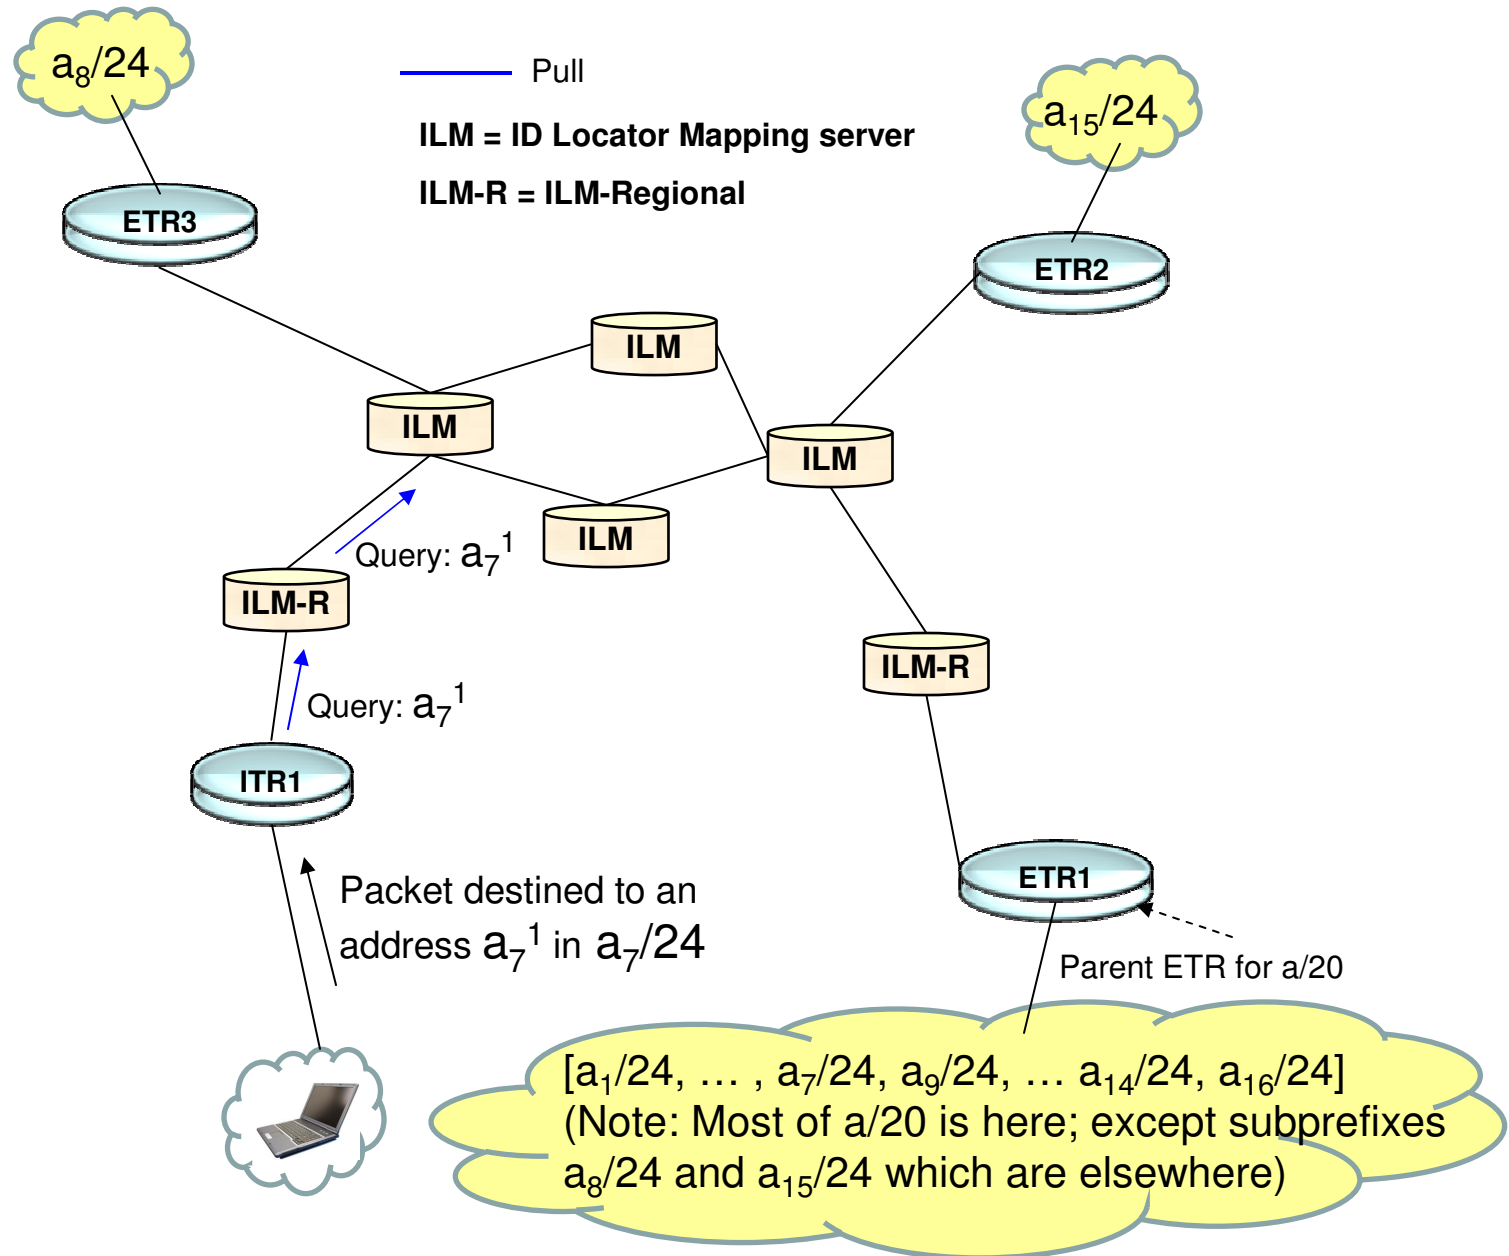 a₈/24
Pull
ILM = ID Locator Mapping server
ILM-R = ILM-Regional
a₁₅/24
ETR3
ETR2
ILM
ILM
ILM
ILM
Query: a₇¹
ILM-R
ILM-R
Query: a₇¹
ITR1
Packet destined to an
address a₇¹ in a₇/24
ETR1
Parent ETR for a/20
[a₁/24, … , a₇/24, a₉/24, … a₁₄/24, a₁₆/24]
(Note: Most of a/20 is here; except subprefixes
a₈/24 and a₁₅/24 which are elsewhere)